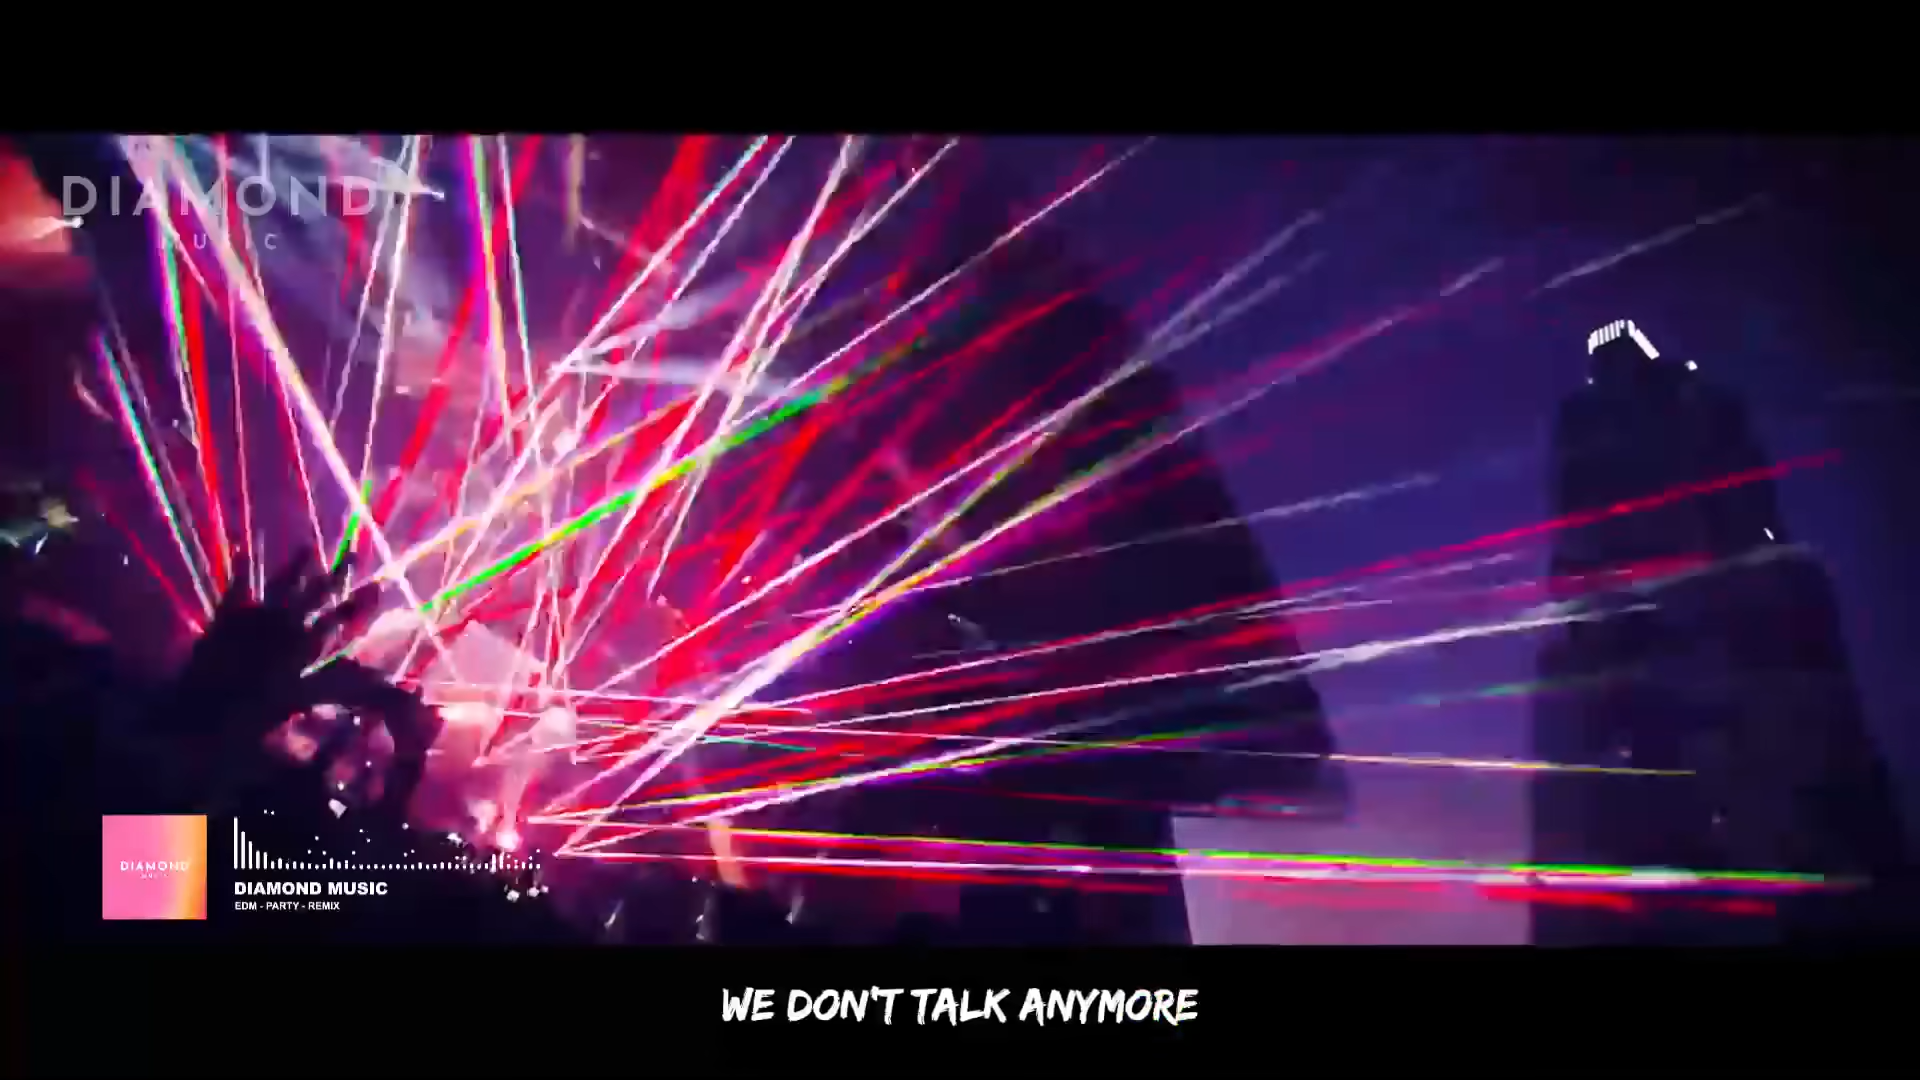 DIAMOND
MUSIC
DIAMOND
DIAMOND MUSIC
EDM - PARTY - REMIX
WE DON'T TALK ANYMORE